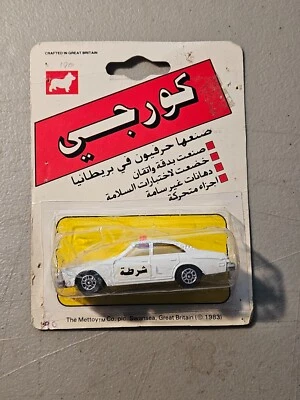 CRAFTED IN GREAT BRITAIN
كورجي
صنعها حرفيون في بريطانيا
صنعت بدقة واتقان
خضعت لاختبارات السلامة
دهانات غير سامة
اجزاء متحركة
شرطة
The Mettoy Co. plc. Swansea, Great Britain (© 1983)